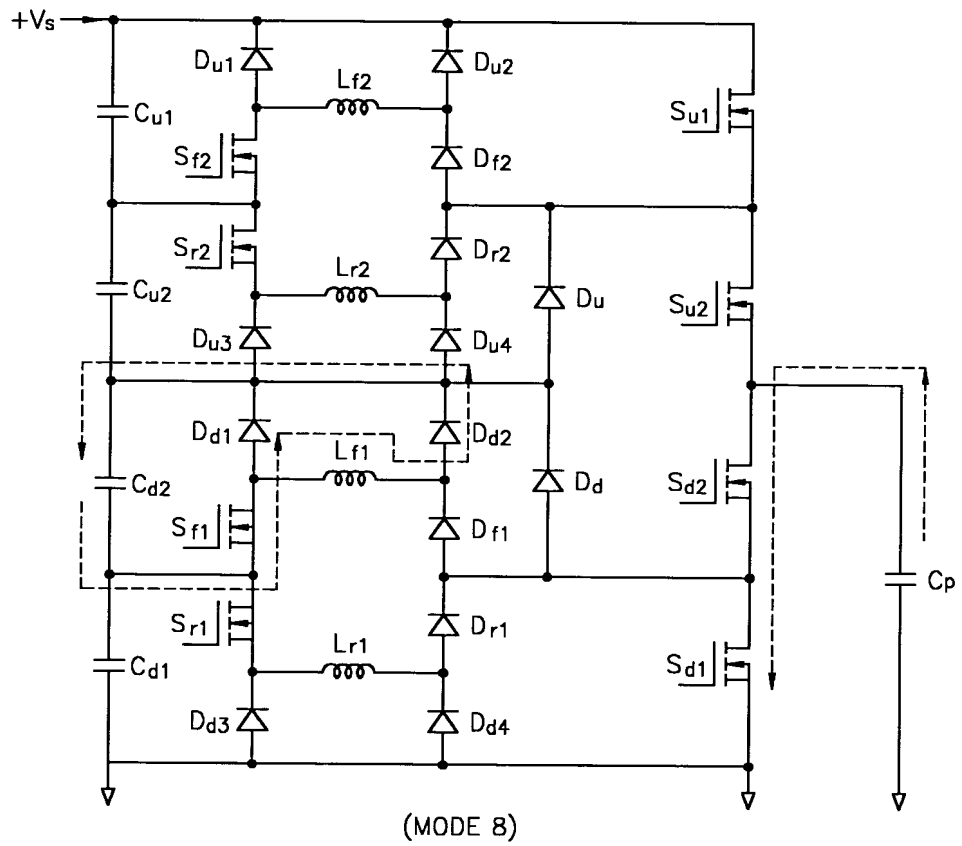 +Vs
Du1
Lf2
Du2
Cu1
Su1
Sf2
Df2
Sr2
Lr2
Dr2
Cu2
Du
Su2
Du3
Du4
Dd1
Lf1
Dd2
Cd2
Dd
Sd2
Sf1
Df1
Cp
Sr1
Lr1
Dr1
Cd1
Sd1
Dd3
Dd4
(MODE 8)